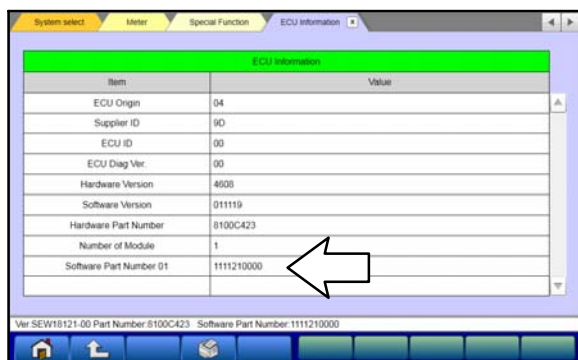 System select Meter Special Function ECU Information
ECU Information
Item Value
ECU Origin 04
Supplier ID 9D
ECU ID 00
ECU Diag Ver. 00
Hardware Version 4608
Software Version 011119
Hardware Part Number 8100C423
Number of Module 1
Software Part Number 01 1111210000
Ver.SEW18121-00 Part Number:8100C423 Software Part Number:1111210000